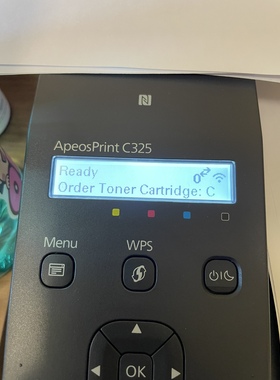 ApeosPrint C325
Ready
Order Toner Cartridge: C
Menu WPS
OK